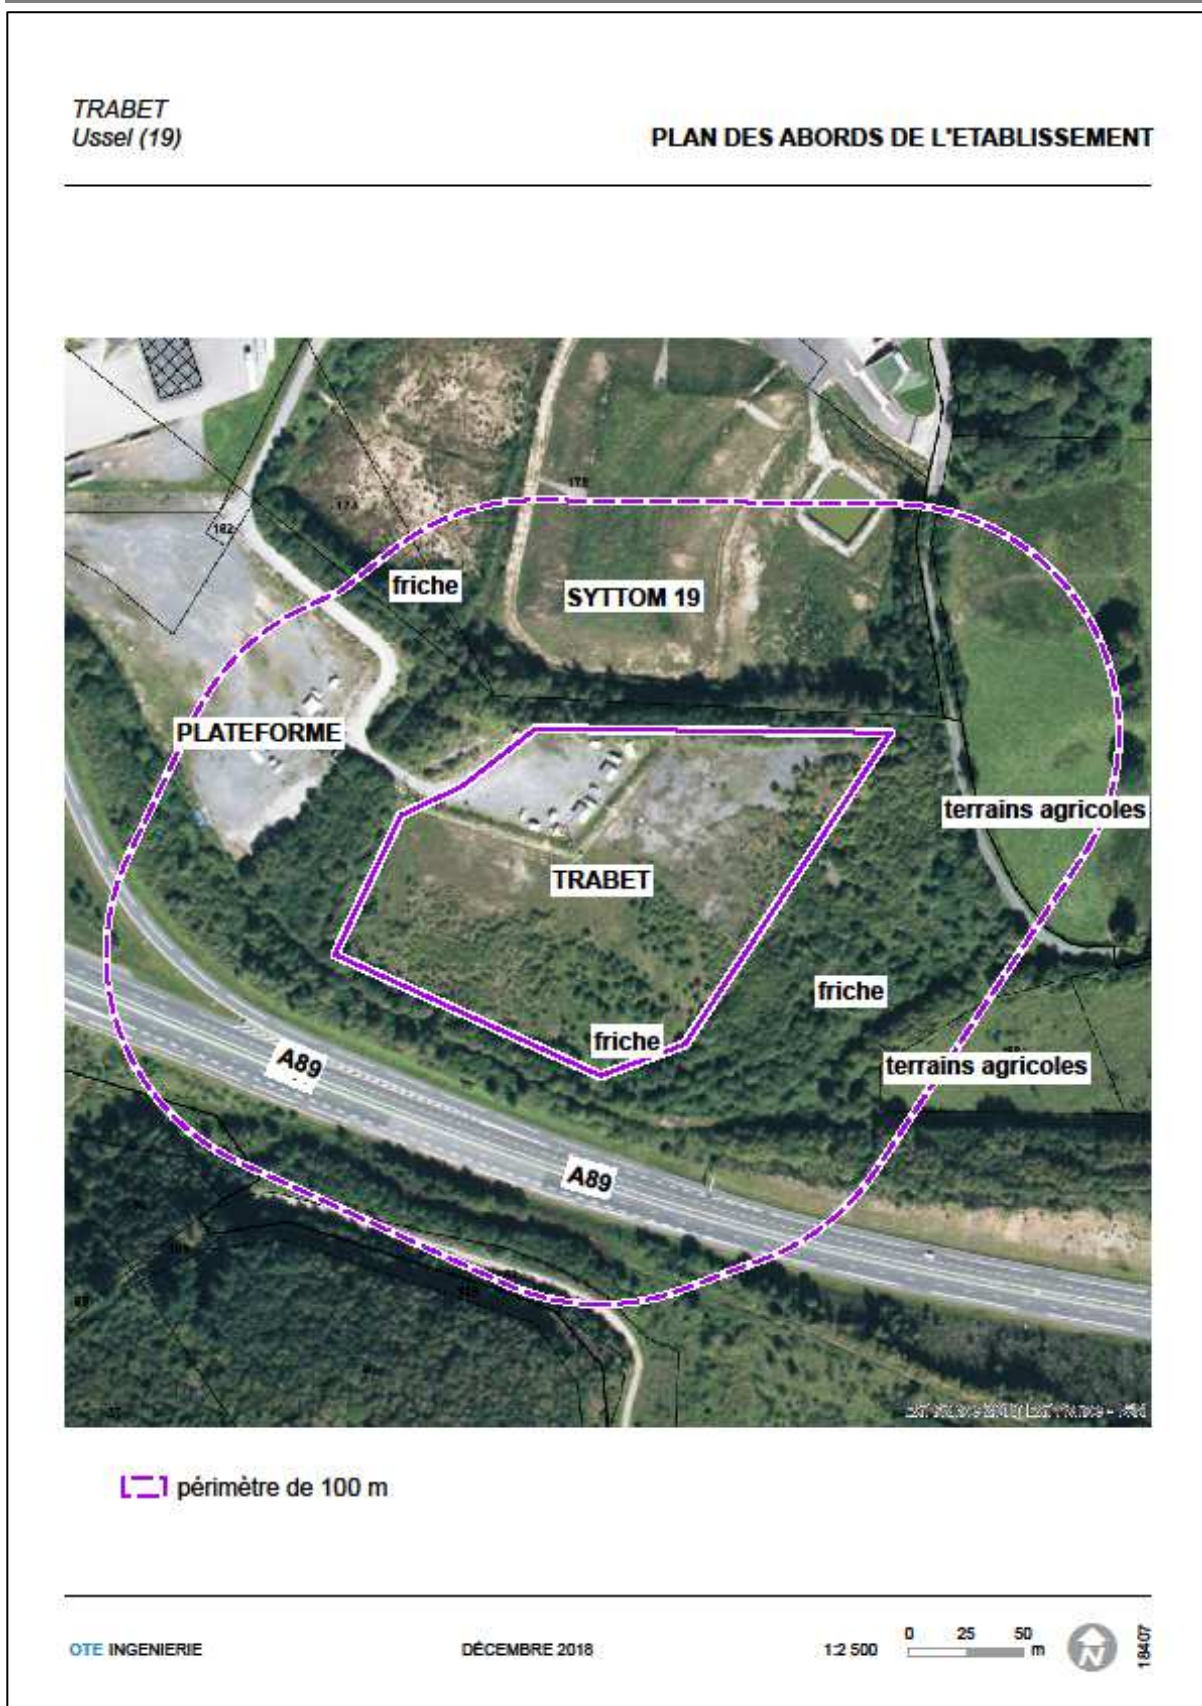 TRABET
Ussel (19)
PLAN DES ABORDS DE L'ETABLISSEMENT
182
friche
SYTTOM 19
PLATEFORME
terrains agricoles
TRABET
friche
friche
terrains agricoles
A89
A89
périmètre de 100 m
OTE INGENIERIE
DÉCEMBRE 2018
1:2 500
0 25 50
m
N
18407